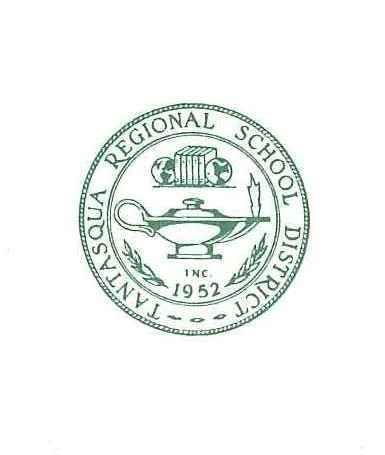 TANTASQUA REGIONAL SCHOOL DISTRICT
INC.
1952